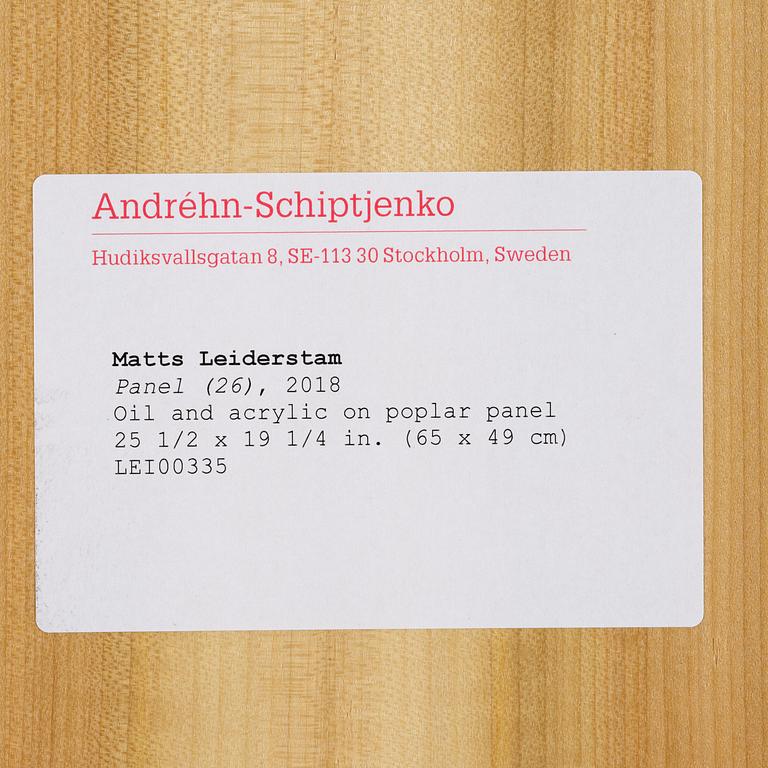 Andréhn-Schiptjenko
Hudiksvallsgatan 8, SE-113 30 Stockholm, Sweden
Matts Leiderstam
Panel (26), 2018
Oil and acrylic on poplar panel
25 1/2 x 19 1/4 in. (65 x 49 cm)
LEI00335